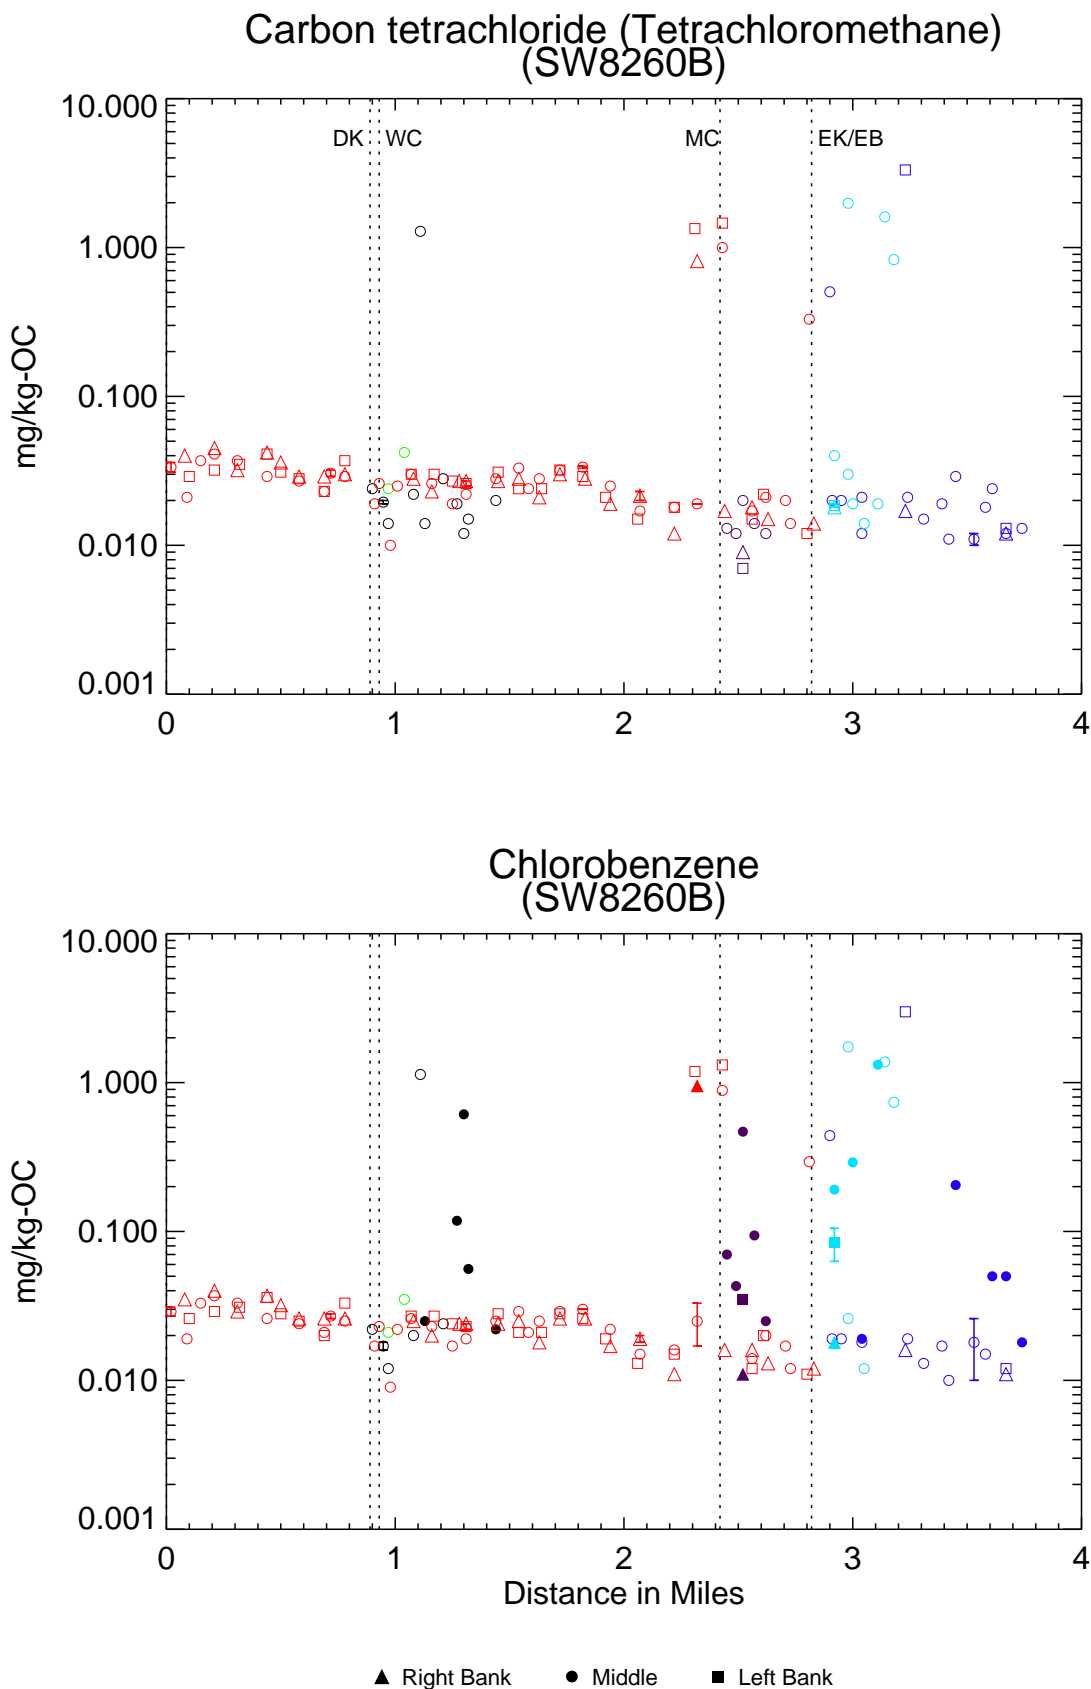 Carbon tetrachloride (Tetrachloromethane)
(SW8260B)
10.000
1.000
0.100
0.010
0.001
mg/kg-OC
DK WC MC EK/EB
0 1 2 3 4
Chlorobenzene
(SW8260B)
10.000
1.000
0.100
0.010
0.001
mg/kg-OC
0 1 2 3 4
Distance in Miles
Right Bank Middle Left Bank